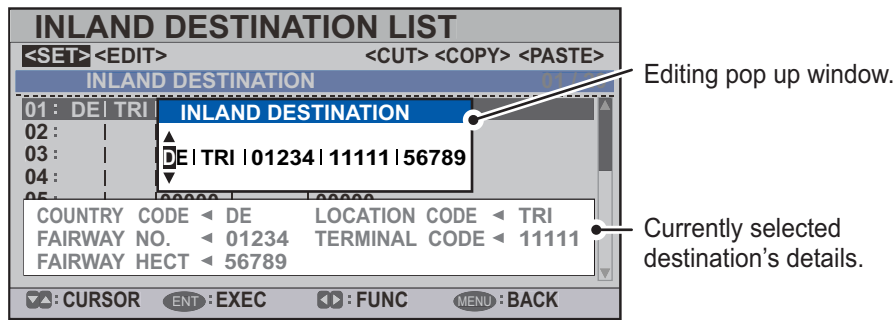 INLAND DESTINATION LIST
<SET> <EDIT> <CUT> <COPY> <PASTE>
INLAND DESTINATION
01: DE TRI
INLAND DESTINATION
Editing pop up window.
02:
03:
DE TRI 01234 11111 56789
04:
COUNTRY CODE ◄ DE LOCATION CODE ◄ TRI
FAIRWAY NO. ◄ 01234 TERMINAL CODE ◄ 11111
FAIRWAY HECT ◄ 56789
Currently selected
destination's details.
▼▲: CURSOR ENT: EXEC ◄►: FUNC MENU: BACK